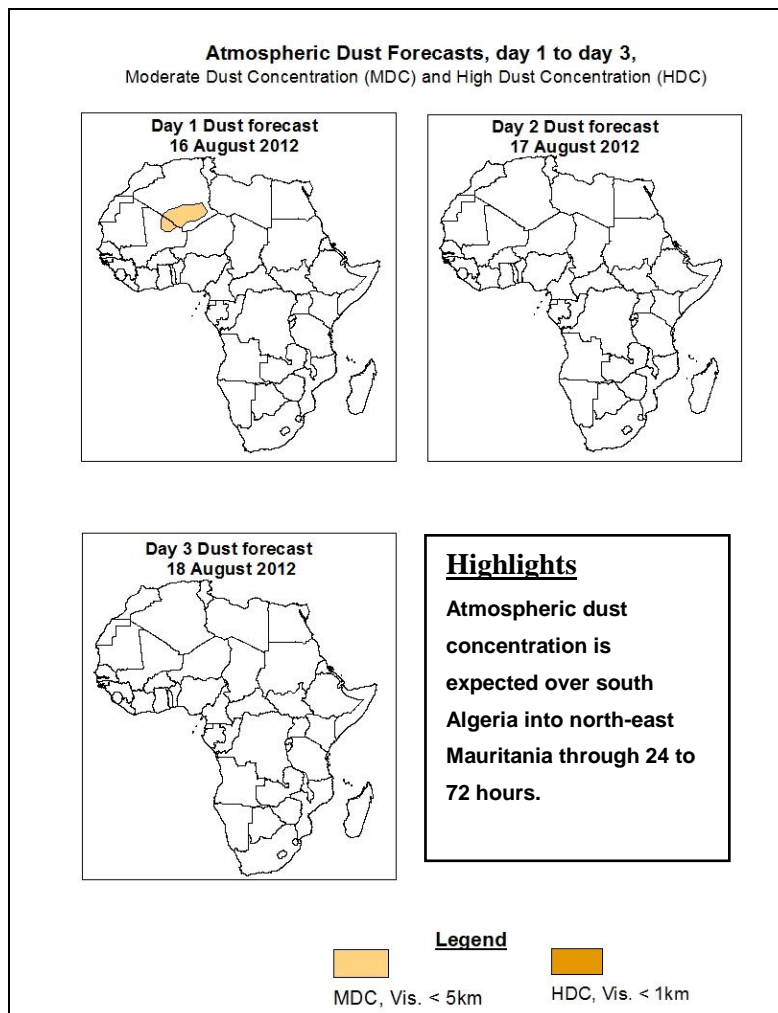 Atmospheric Dust Forecasts, day 1 to day 3,
Moderate Dust Concentration (MDC) and High Dust Concentration (HDC)
Day 1 Dust forecast
16 August 2012
Day 2 Dust forecast
17 August 2012
Day 3 Dust forecast
18 August 2012
Highlights
Atmospheric dust
concentration is
expected over south
Algeria into north-east
Mauritania through 24 to
72 hours.
Legend
MDC, Vis. < 5km
HDC, Vis. < 1km